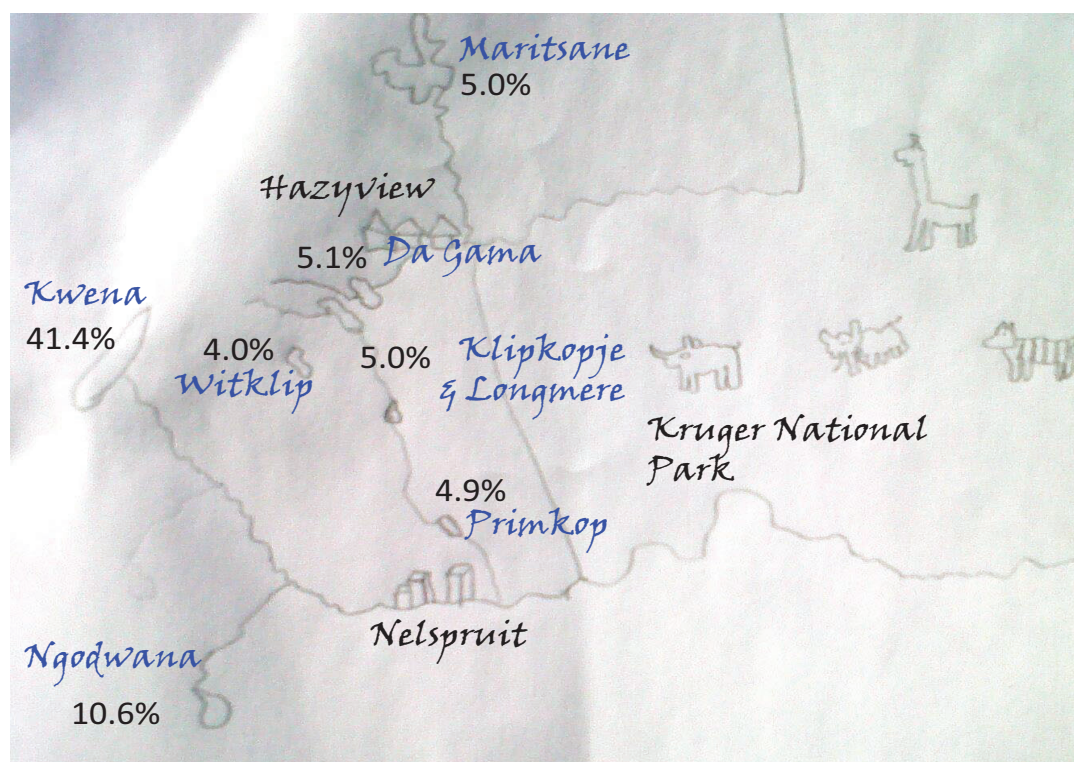 Maritsane
5.0%
Hazyview
5.1%
Da Gama
Kwena
41.4%
4.0%
Witklip
5.0%
Klipkopje
& Longmere
Kruger National
Park
4.9%
Primkop
Nelspruit
Ngodwana
10.6%